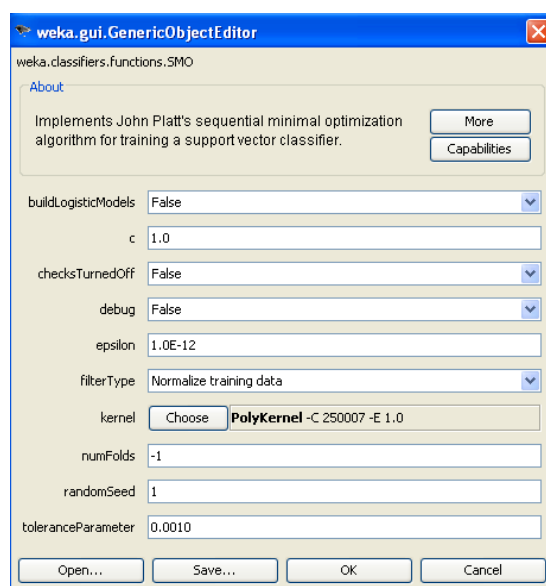 weka.gui.GenericObjectEditor
weka.classifiers.functions.SMO
About
Implements John Platt's sequential minimal optimization
algorithm for training a support vector classifier.
More
Capabilities
buildLogisticModels False
c 1.0
checksTurnedOff False
debug False
epsilon 1.0E-12
filterType Normalize training data
kernel Choose PolyKernel -C 250007 -E 1.0
numFolds -1
randomSeed 1
toleranceParameter 0.0010
Open... Save... OK Cancel